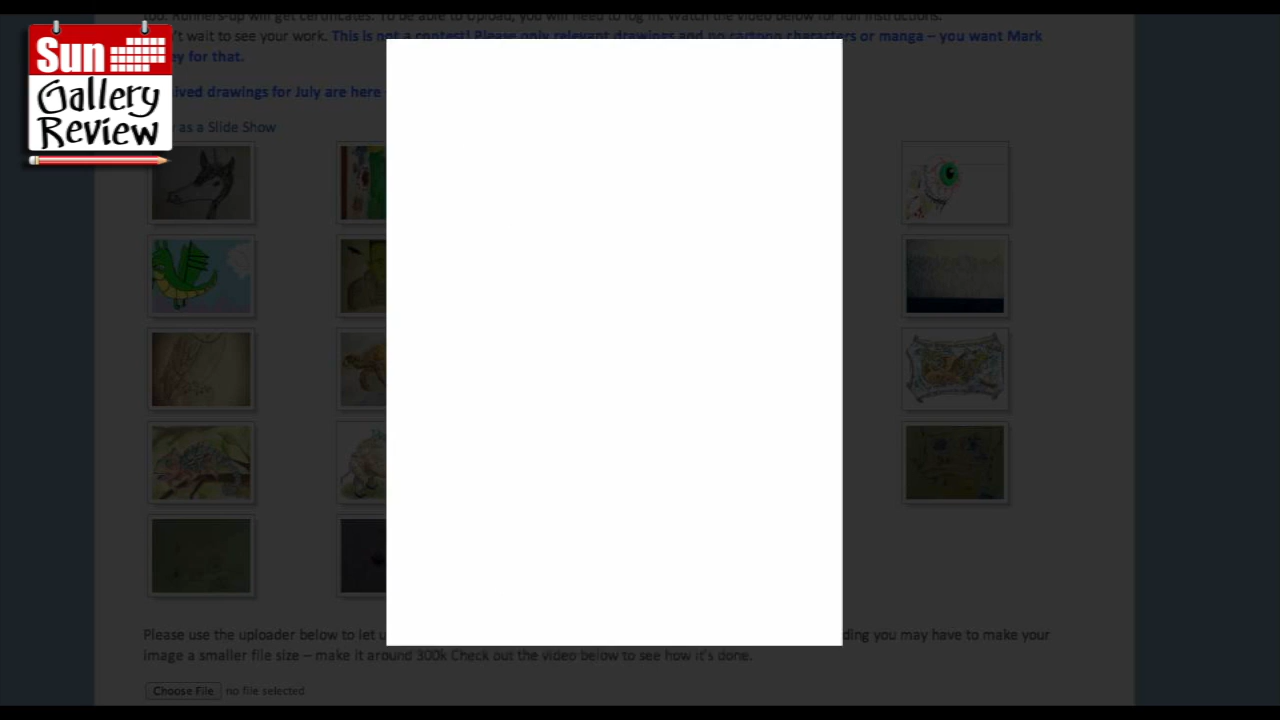 you. Runners-up will get certificates. To be able to Upload, you will need to log in. Watch the video below for full instructions.
't wait to see your work. This is not a contest! Please only relevant drawings and no cartoon characters or manga – you want Mark
ey for that.
ived drawings for July are here
as a Slide Show
Sun
Gallery
Review
Please use the uploader below to let u
ding you may have to make your
image a smaller file size – make it around 300k Check out the video below to see how it's done.
Choose File no file selected